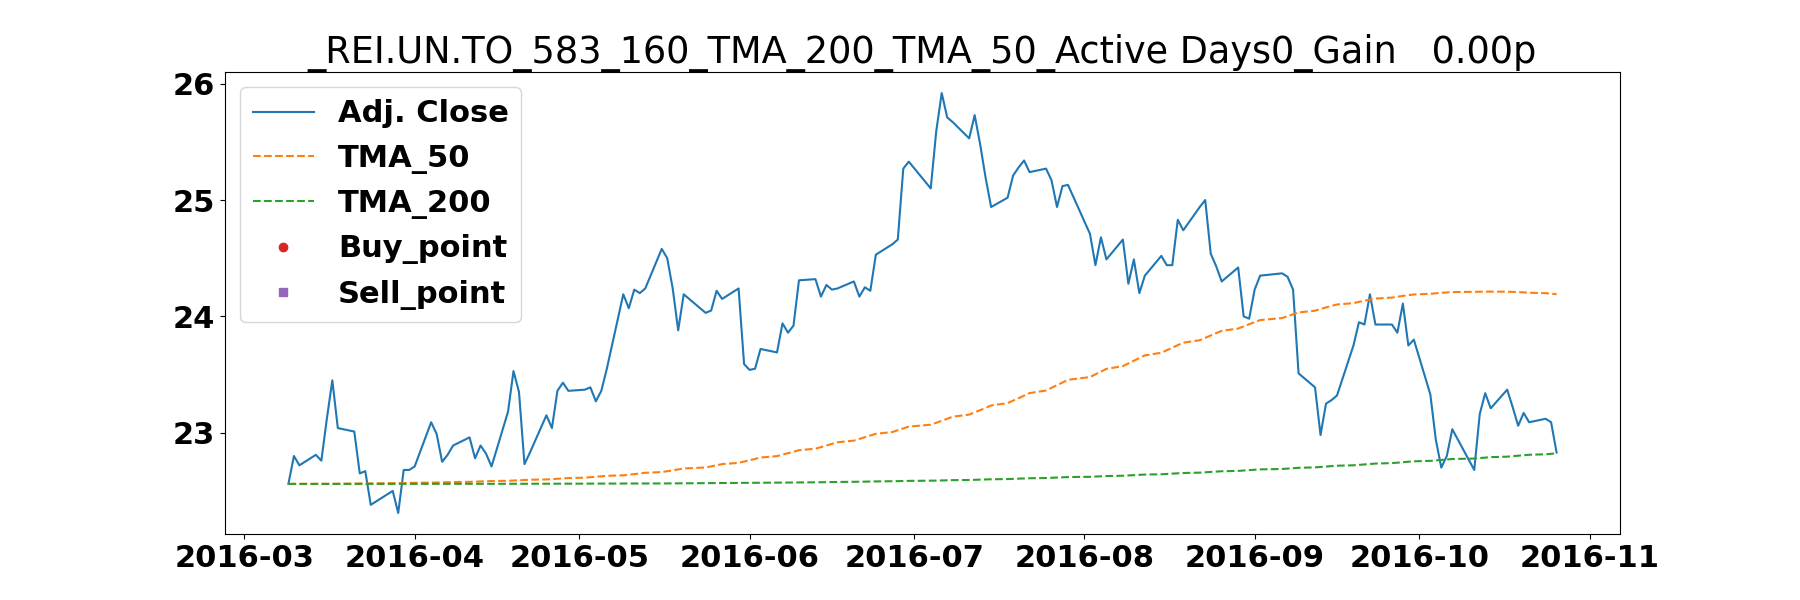 _REI.UN.TO_583_160_TMA_200_TMA_50_Active Days0_Gain   0.00p
26
25
24
23
Adj. Close
TMA_50
TMA_200
Buy_point
Sell_point
2016-03 2016-04 2016-05 2016-06 2016-07 2016-08 2016-09 2016-10 2016-11